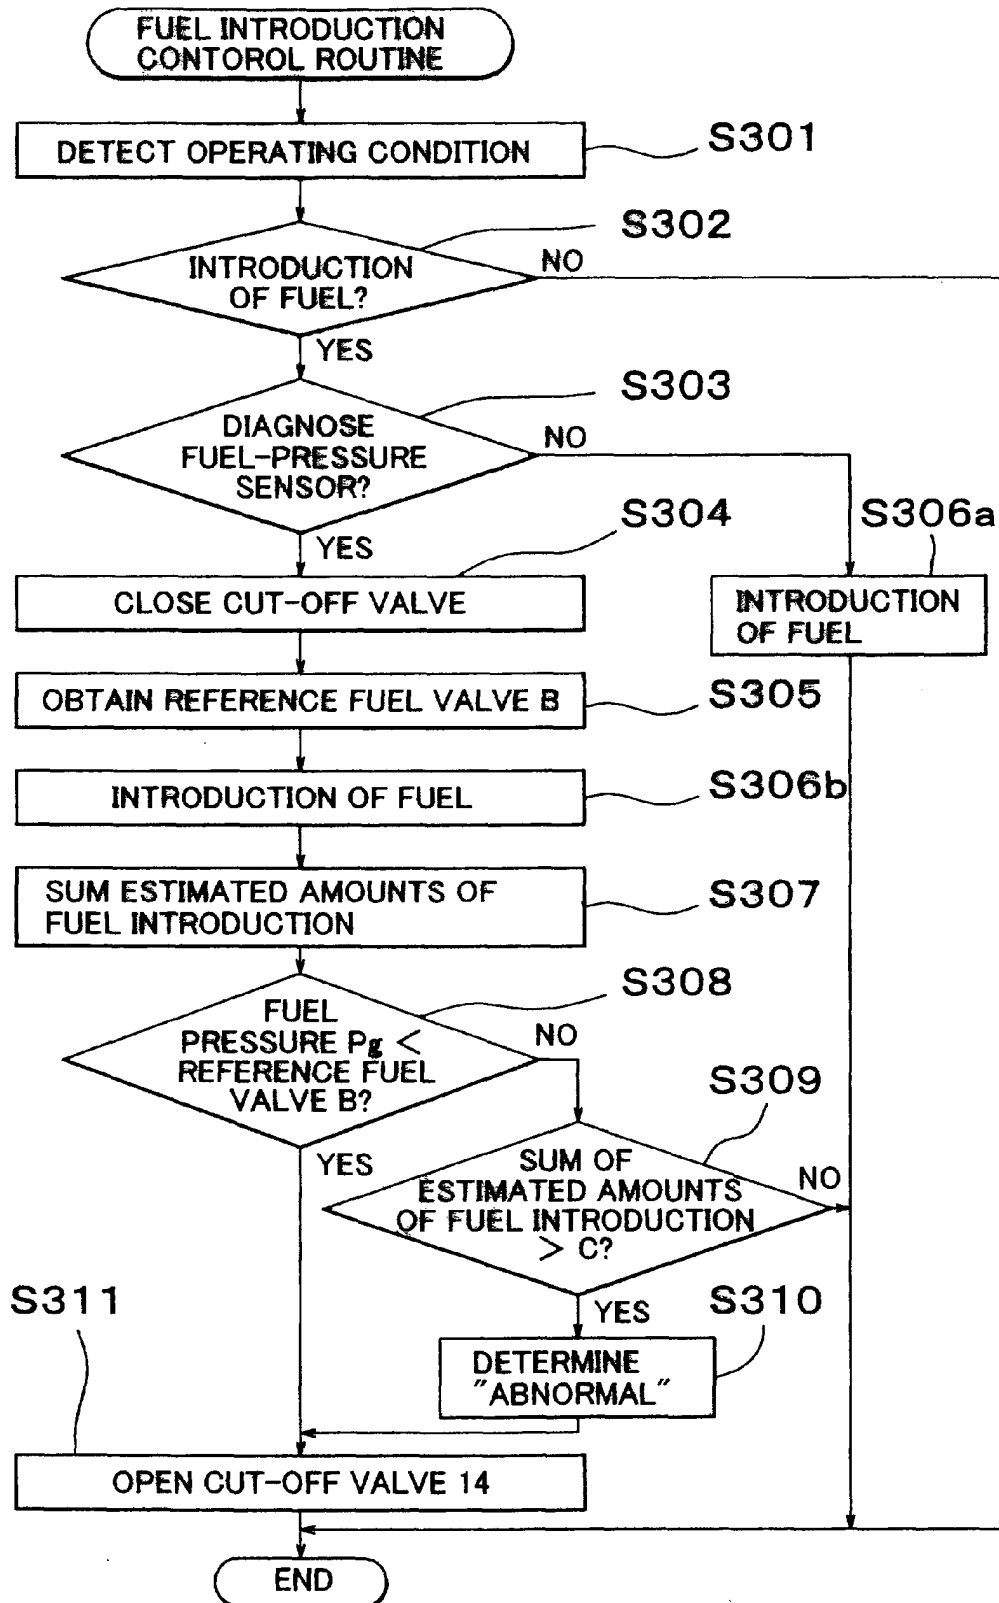 FUEL INTRODUCTION
CONTOROL ROUTINE
DETECT OPERATING CONDITION
S301
S302
INTRODUCTION
OF FUEL?
NO
YES
S303
DIAGNOSE
FUEL-PRESSURE
SENSOR?
NO
YES
S304
CLOSE CUT-OFF VALVE
S306a
INTRODUCTION
OF FUEL
OBTAIN REFERENCE FUEL VALVE B
S305
INTRODUCTION OF FUEL
S306b
SUM ESTIMATED AMOUNTS OF
FUEL INTRODUCTION
S307
S308
FUEL
PRESSURE Pg <
REFERENCE FUEL
VALVE B?
NO
YES
S309
SUM OF
ESTIMATED AMOUNTS
OF FUEL INTRODUCTION
> C?
NO
YES
S310
DETERMINE
"ABNORMAL"
S311
OPEN CUT-OFF VALVE 14
END